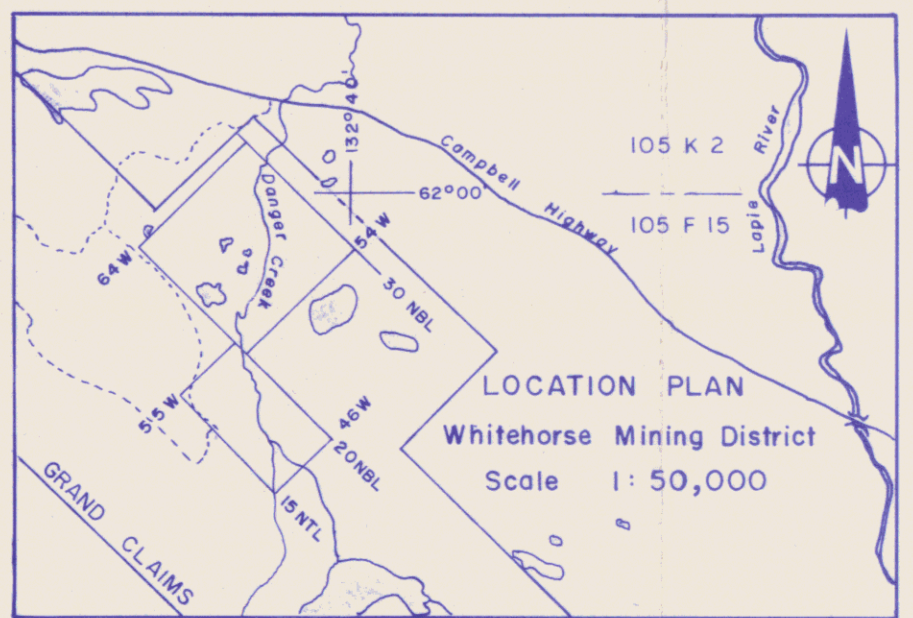 132°40'
Campbell
Highway
105 K 2
River
N
62°00'
105 F 15
Lapie
Danger
Creek
54W
64W
30 NBL
LOCATION PLAN
55W
46W
Whitehorse Mining District
20NBL
Scale 1:50,000
15 NTL
GRAND CLAIMS